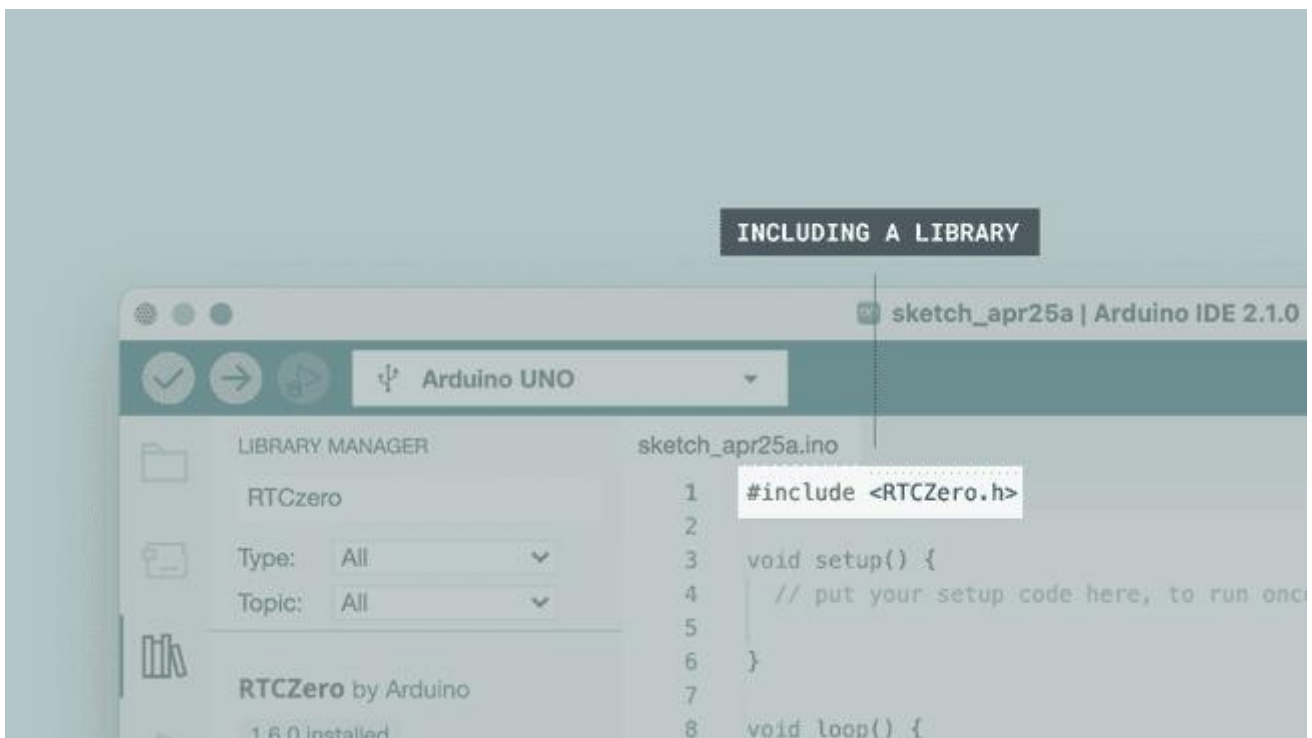 INCLUDING A LIBRARY
sketch_apr25a | Arduino IDE 2.1.0
Arduino UNO
LIBRARY MANAGER
RTCzero
Type: All
Topic: All
RTCZero by Arduino
1.6.0 installed
sketch_apr25a.ino
1 #include <RTCZero.h>
2
3 void setup() {
4 // put your setup code here, to run once
5
6 }
7
8 void loop() {